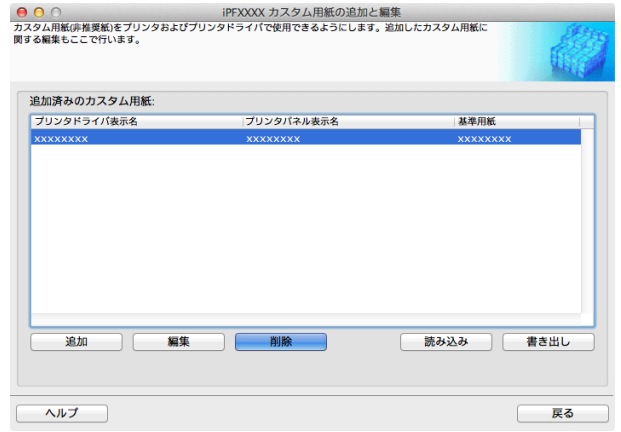 iPFXXXX カスタム用紙の追加と編集
カスタム用紙(非推奨紙)をプリンタおよびプリンタドライバで使用できるようにします。追加したカスタム用紙に
関する編集もここで行います。
追加済みのカスタム用紙:
プリンタドライバ表示名 プリンタパネル表示名 基準用紙
xxxxxxxx xxxxxxxx xxxxxxxx
追加 編集 削除 読み込み 書き出し
ヘルプ 戻る